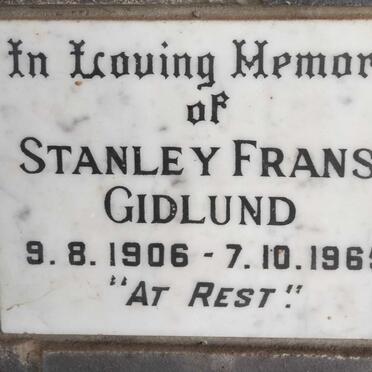 In Loving Memor
of
STANLEY FRANS
GIDLUND
9. 8. 1906 - 7. 10. 196
"AT REST".